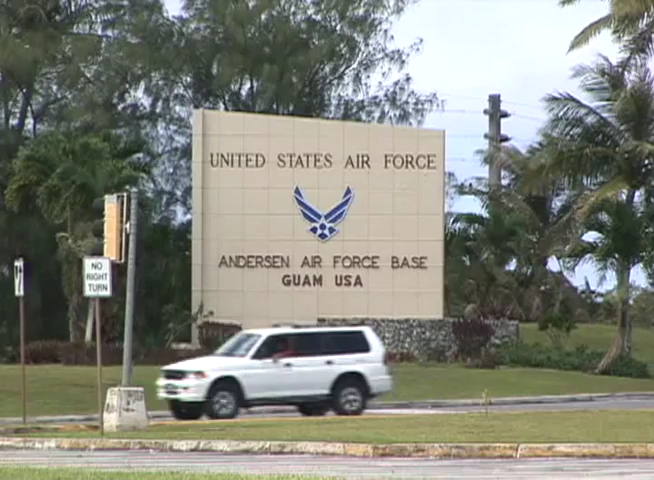 UNITED STATES AIR FORCE
ANDERSEN AIR FORCE BASE
GUAM USA
NO
RIGHT
TURN